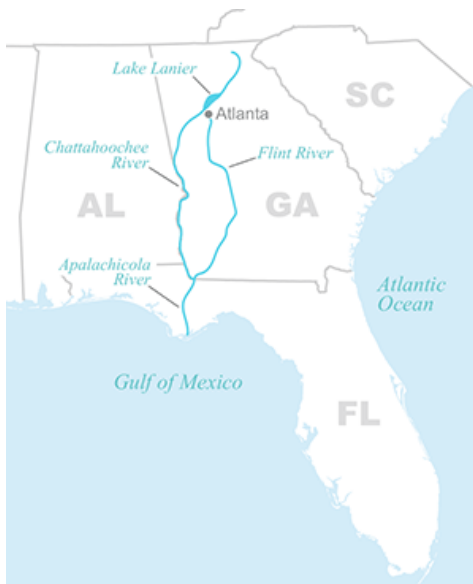 Lake Lanier
SC
Atlanta
Chattahoochee
River
Flint River
AL
GA
Apalachicola
River
Atlantic
Ocean
Gulf of Mexico
FL